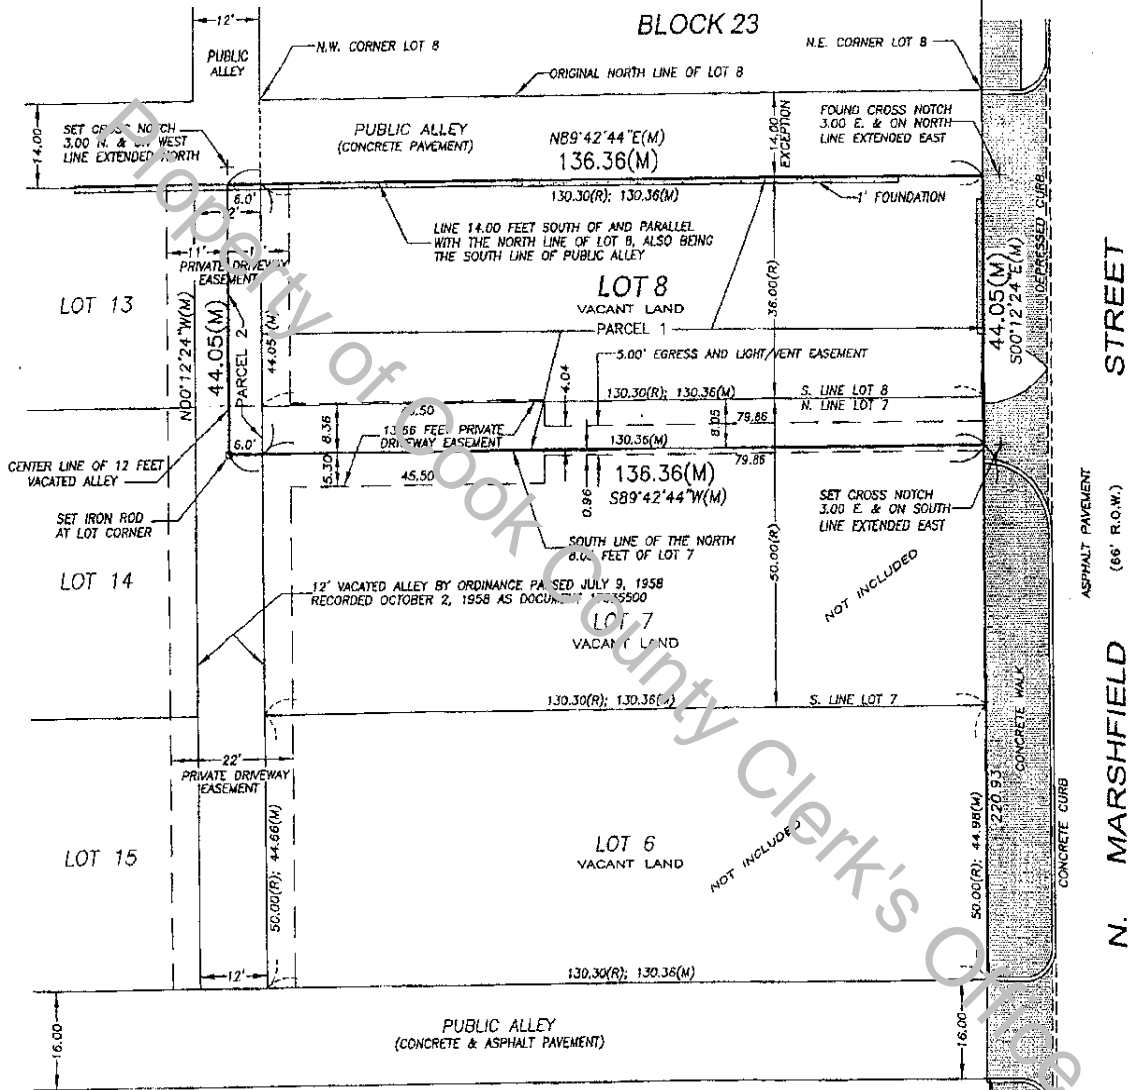 12'
BLOCK 23
PUBLIC
ALLEY
N.W. CORNER LOT 8
N.E. CORNER LOT 8
ORIGINAL NORTH LINE OF LOT 8
14.00
SET CROSS NOTCH
3.00 N. & ON WEST
LINE EXTENDED NORTH
PUBLIC ALLEY
(CONCRETE PAVEMENT)
N89°42'44"E(M)
136.36(M)
14.00
EXCEPTION
FOUND CROSS NOTCH
3.00 E. & ON NORTH
LINE EXTENDED EAST
6.0'
130.30(R); 130.36(M)
1' FOUNDATION
DEPRESSED CURB
LINE 14.00 FEET SOUTH OF AND PARALLEL
WITH THE NORTH LINE OF LOT 8, ALSO BEING
THE SOUTH LINE OF PUBLIC ALLEY
11'
PRIVATE DRIVEWAY
EASEMENT
LOT 13
N00°12'24"W(M)
44.05(M)
PARCEL 2
44.05 (M)
LOT 8
VACANT LAND
PARCEL 1
36.00(R)
44.05(M)
S00°12'24"E(M)
5.00' EGRESS AND LIGHT/VENT EASEMENT
4.04
130.30(R); 130.36(M)
S. LINE LOT 8
N. LINE LOT 7
8.36
13.66 FEET PRIVATE
DRIVEWAY EASEMENT
8.05
79.86
6.0'
130.36(M)
5.30
45.50
136.36(M)
S89°42'44"W(M)
79.86
0.96
CENTER LINE OF 12 FEET
VACATED ALLEY
SET IRON ROD
AT LOT CORNER
SET CROSS NOTCH
3.00 E. & ON SOUTH
LINE EXTENDED EAST
SOUTH LINE OF THE NORTH
8.05 FEET OF LOT 7
50.00(R)
LOT 14
12' VACATED ALLEY BY ORDINANCE PASSED JULY 9, 1958
RECORDED OCTOBER 2, 1958 AS DOCUMENT
LOT 7
VACANT LAND
NOT INCLUDED
130.30(R); 130.36(M)
S. LINE LOT 7
22'
PRIVATE DRIVEWAY
EASEMENT
50.00(R); 44.66(M)
LOT 15
LOT 6
VACANT LAND
NOT INCLUDED
50.00(R); 44.98(M)
220.93
CONCRETE WALK
CONCRETE CURB
12'
130.30(R); 130.36(M)
16.00
PUBLIC ALLEY
(CONCRETE & ASPHALT PAVEMENT)
16.00
N. MARSHFIELD STREET
ASPHALT PAVEMENT
(66' R.O.W.)
Property of Cook County Clerk's Office